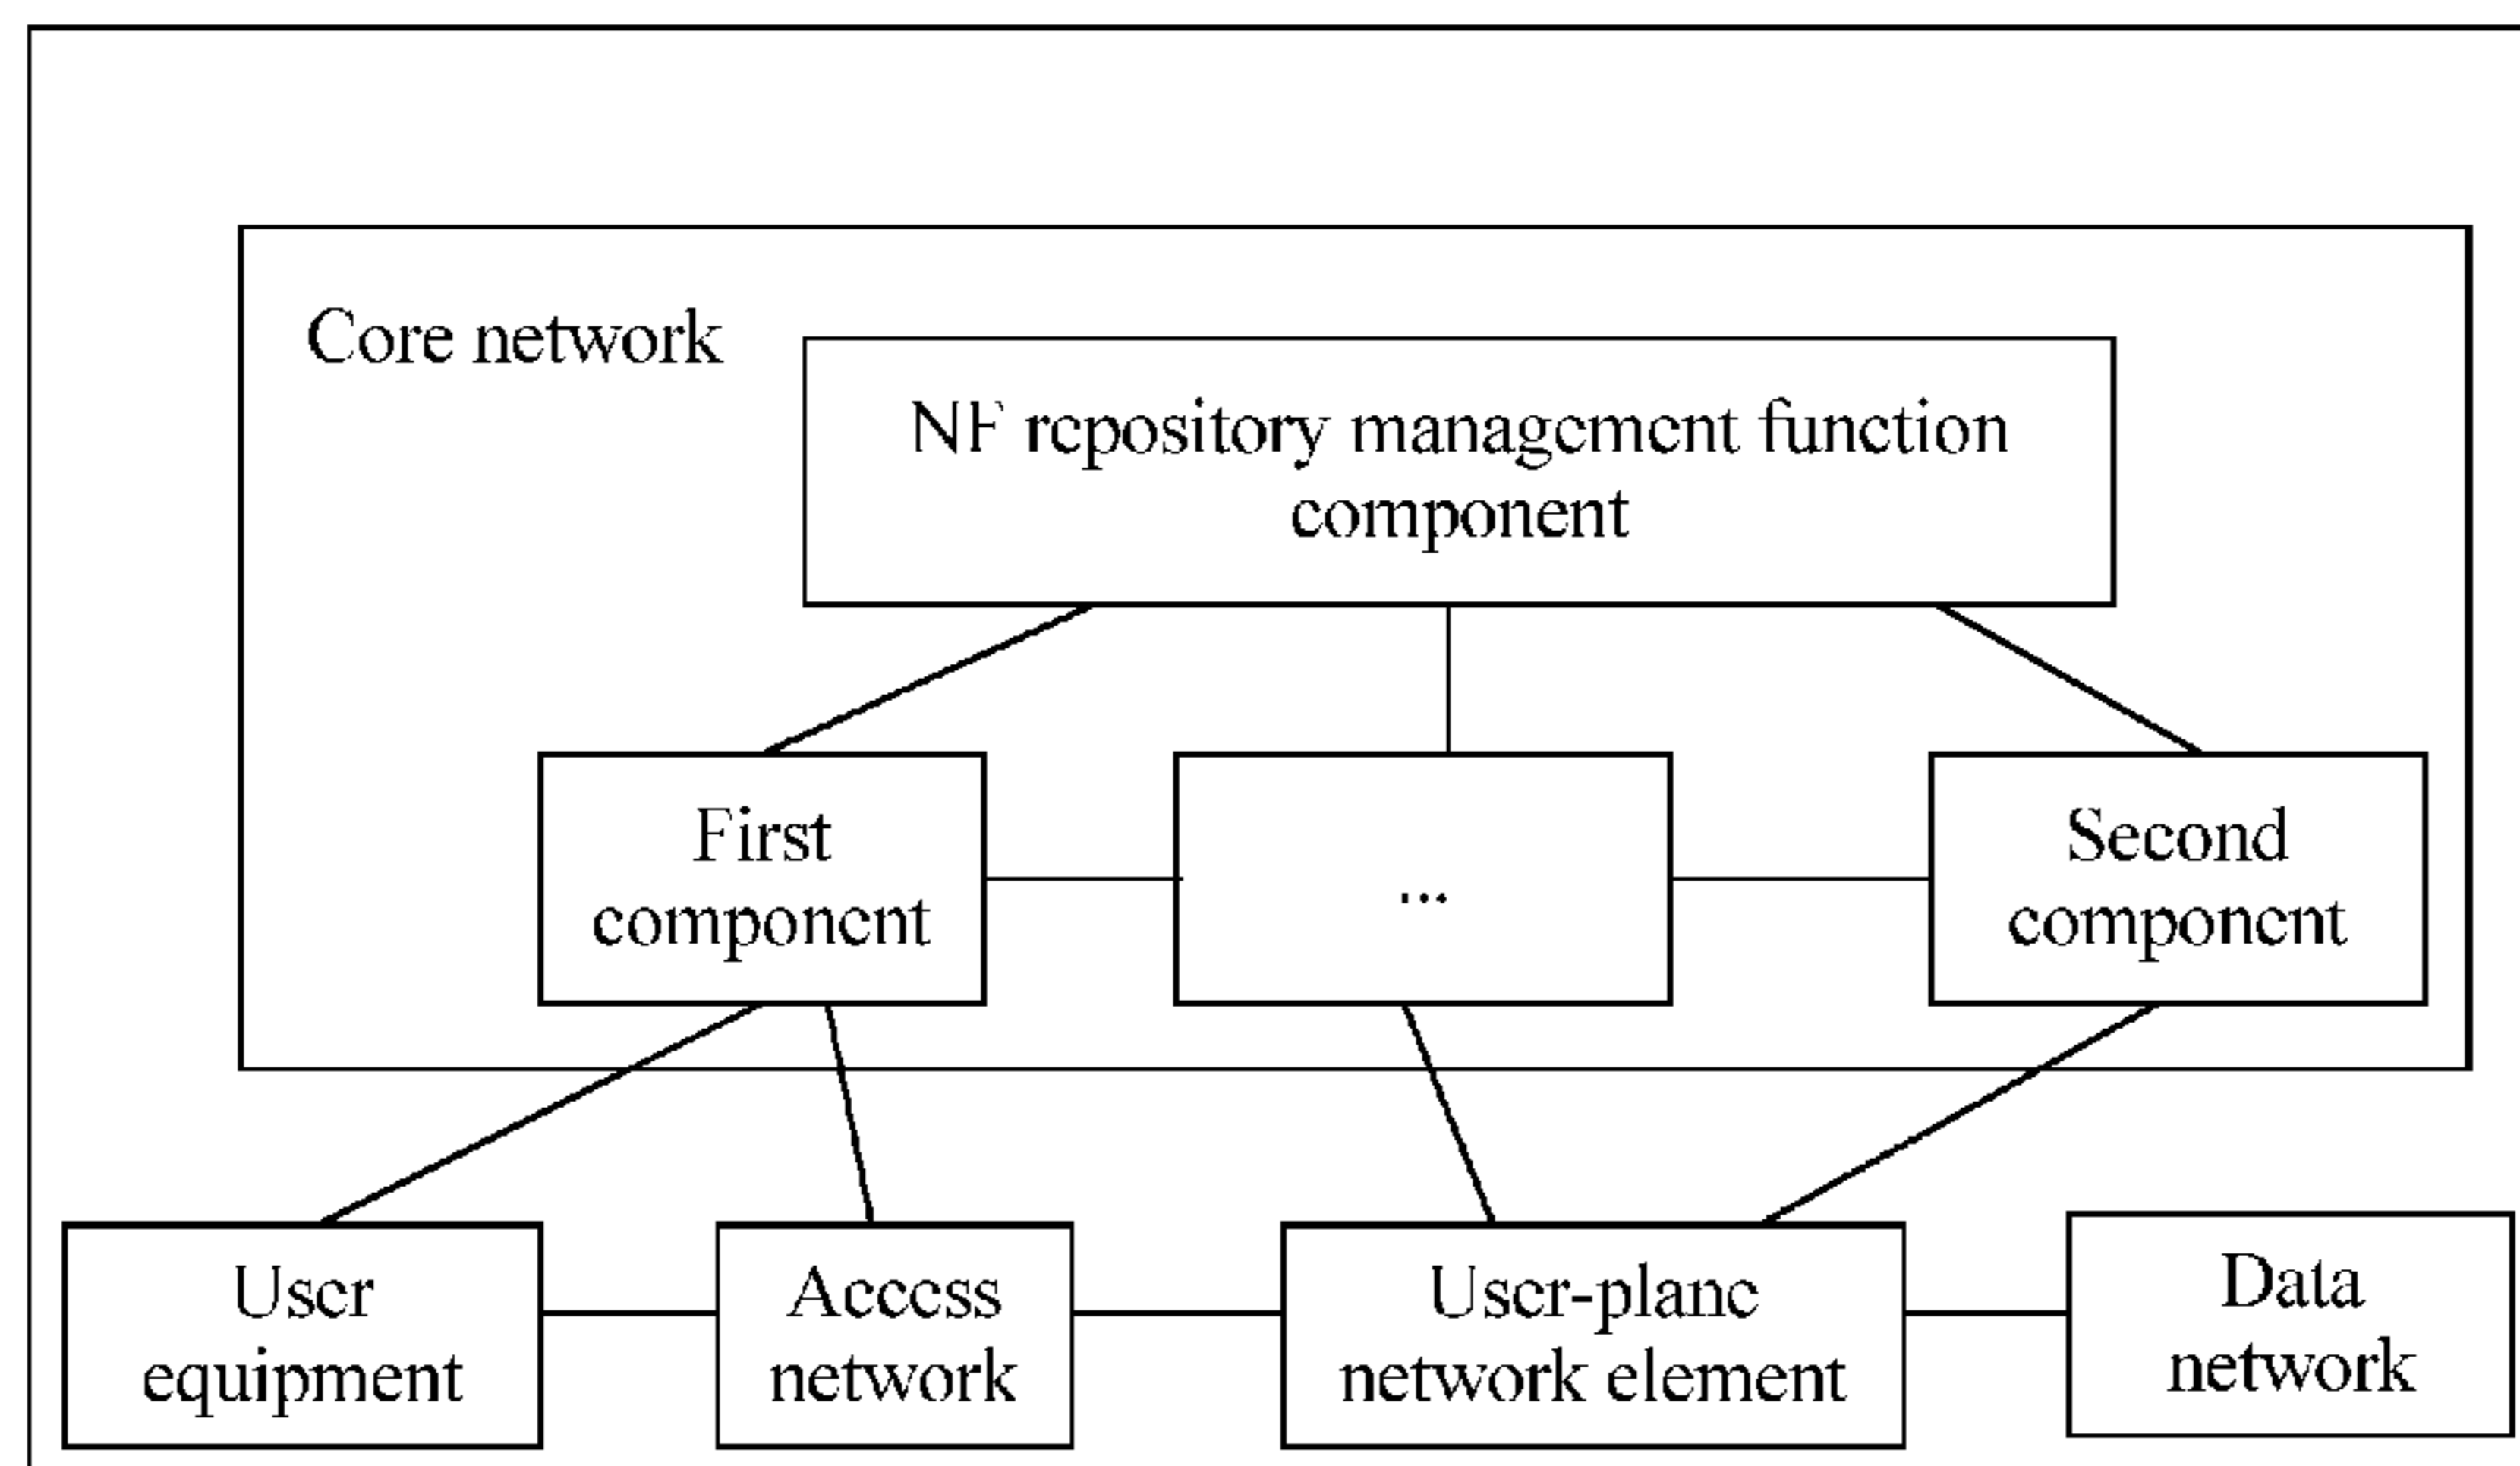 Core network
NF repository management function
component
First
component
...
Second
component
User
equipment
Access
network
User-plane
network element
Data
network